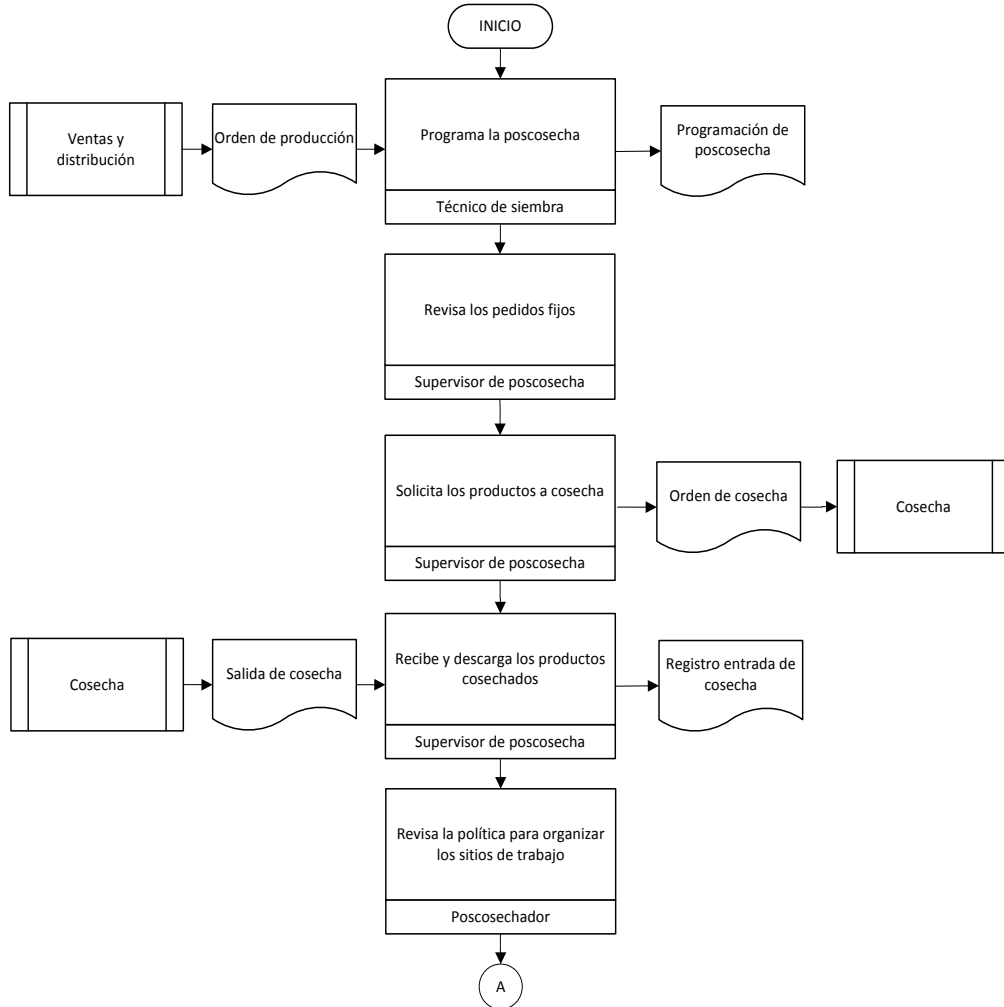 INICIO
Ventas y
distribución
Orden de producción
Programa la poscosecha
Técnico de siembra
Programación de
poscosecha
Revisa los pedidos fijos
Supervisor de poscosecha
Solicita los productos a cosecha
Supervisor de poscosecha
Orden de cosecha
Cosecha
Cosecha
Salida de cosecha
Recibe y descarga los productos
cosechados
Supervisor de poscosecha
Registro entrada de
cosecha
Revisa la política para organizar
los sitios de trabajo
Poscosechador
A